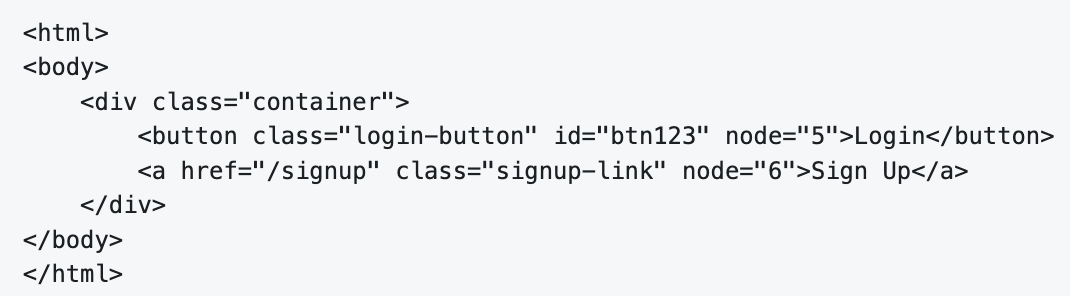 <html>
<body>
    <div class="container">
        <button class="login-button" id="btn123" node="5">Login</button>
        <a href="/signup" class="signup-link" node="6">Sign Up</a>
    </div>
</body>
</html>